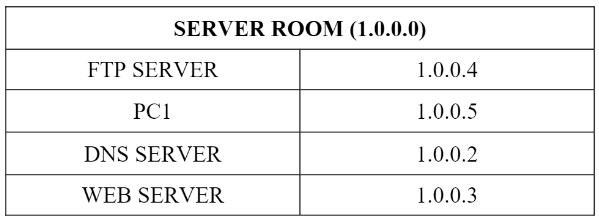 SERVER ROOM (1.0.0.0)
FTP SERVER 1.0.0.4
PC1 1.0.0.5
DNS SERVER 1.0.0.2
WEB SERVER 1.0.0.3